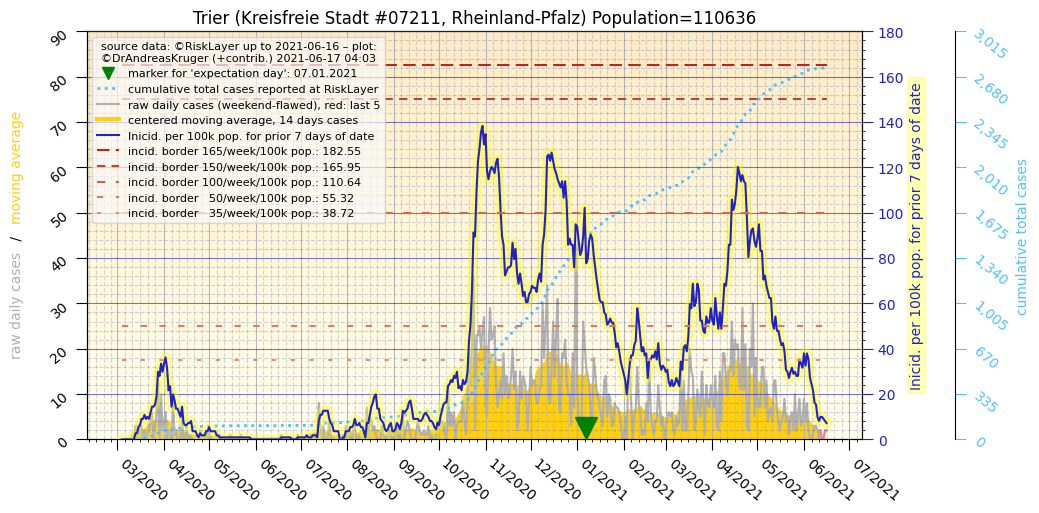 Trier (Kreisfreie Stadt #07211, Rheinland-Pfalz) Population=110636
source data: ©RiskLayer up to 2021-06-16 – plot:
©DrAndreasKruger (+contrib.) 2021-06-17 04:03
marker for 'expectation day': 07.01.2021
cumulative total cases reported at RiskLayer
raw daily cases (weekend-flawed), red: last 5
centered moving average, 14 days cases
Inicid. per 100k pop. for prior 7 days of date
incid. border 165/week/100k pop.: 182.55
incid. border 150/week/100k pop.: 165.95
incid. border 100/week/100k pop.: 110.64
incid. border   50/week/100k pop.: 55.32
incid. border   35/week/100k pop.: 38.72
raw daily cases  /  moving average
90
80
70
60
50
40
30
20
10
0
03/2020
04/2020
05/2020
06/2020
07/2020
08/2020
09/2020
10/2020
11/2020
12/2020
01/2021
02/2021
03/2021
04/2021
05/2021
06/2021
07/2021
180
160
140
120
100
80
60
40
20
0
Inicid. per 100k pop. for prior 7 days of date
3,015
2,680
2,345
2,010
1,675
1,340
1,005
670
335
0
cumulative total cases